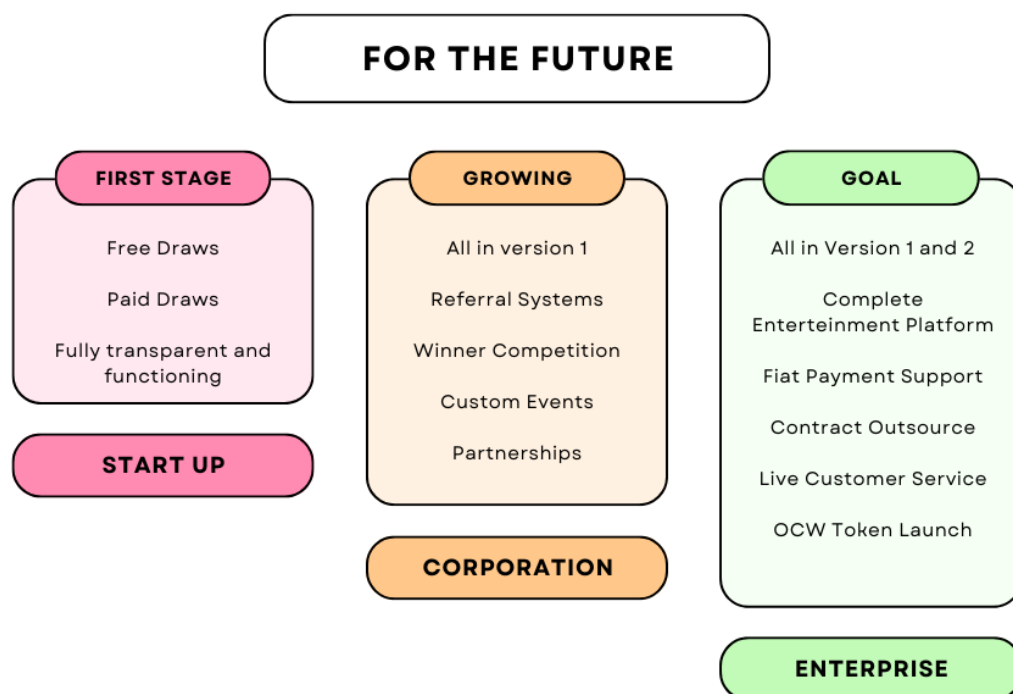 FOR THE FUTURE
FIRST STAGE
Free Draws
Paid Draws
Fully transparent and
functioning
START UP
GROWING
All in version 1
Referral Systems
Winner Competition
Custom Events
Partnerships
CORPORATION
GOAL
All in Version 1 and 2
Complete
Enterteinment Platform
Fiat Payment Support
Contract Outsource
Live Customer Service
OCW Token Launch
ENTERPRISE